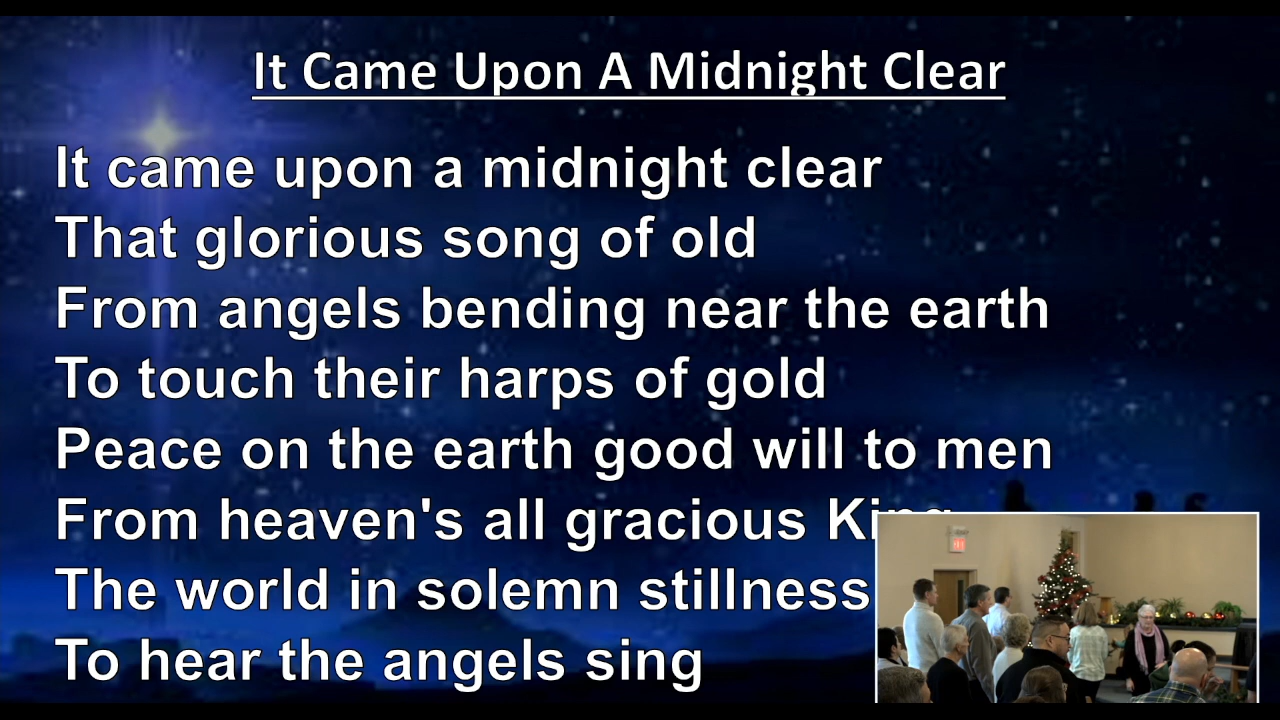 It Came Upon A Midnight Clear
It came upon a midnight clear
That glorious song of old
From angels bending near the earth
To touch their harps of gold
Peace on the earth good will to men
From heaven's all gracious King
The world in solemn stillness
To hear the angels sing